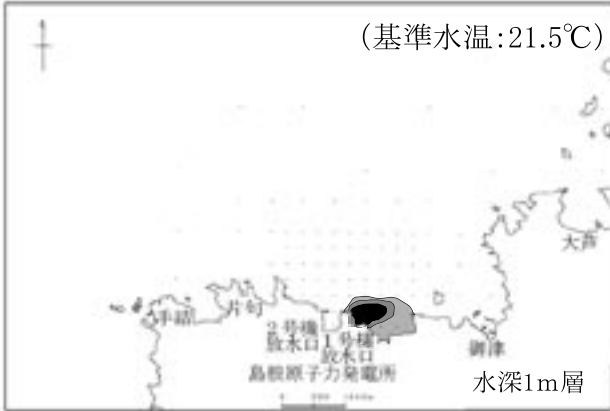 (基準水温:21.5℃)
大芦
片句
手結
御津
2号機
放水口
1号機
放水口
島根原子力発電所
水深1m層